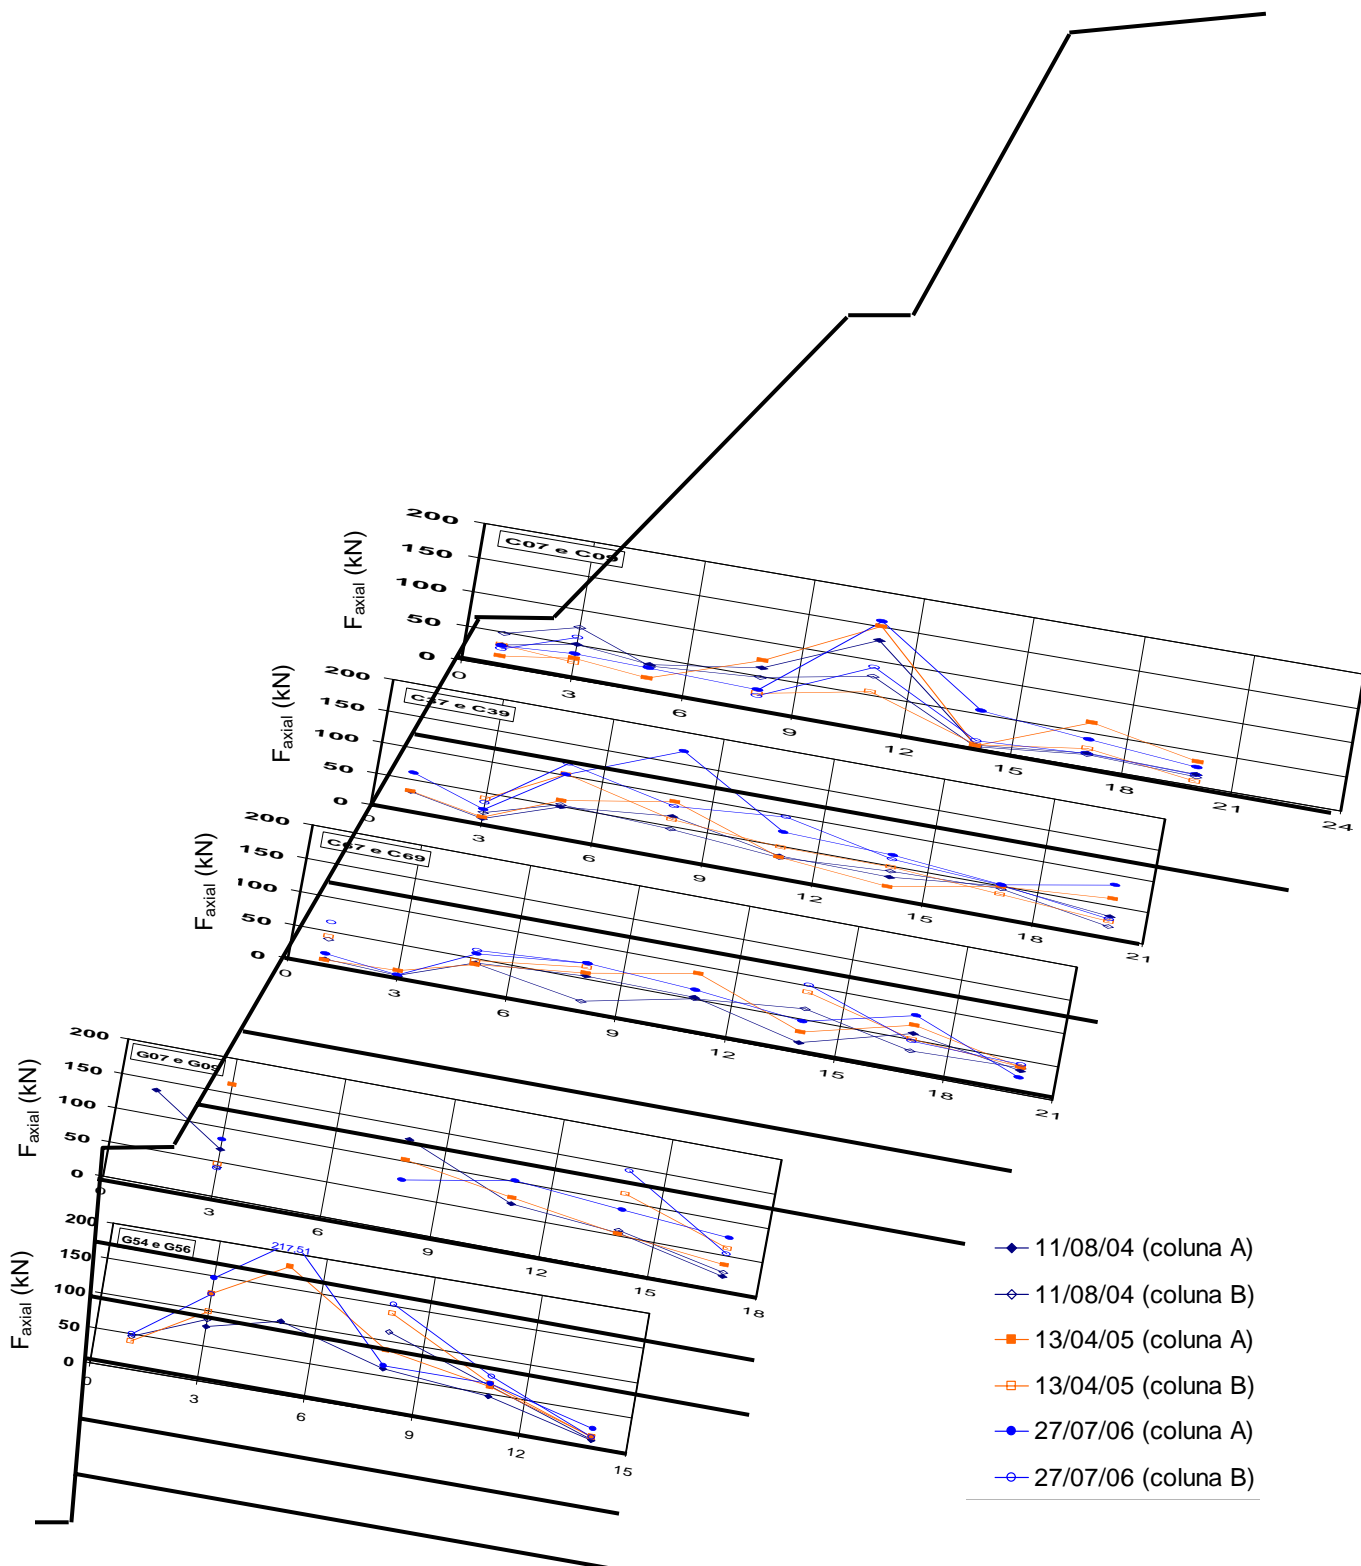 200
150
100
50
0
F axial (kN)
C07 e C09
0 3 6 9 12 15 18 21 24
200
150
100
50
0
F axial (kN)
C37 e C39
0 3 6 9 12 15 18 21
200
150
100
50
0
F axial (kN)
C67 e C69
0 3 6 9 12 15 18 21
200
150
100
50
0
F axial (kN)
G07 e G09
0 3 6 9 12 15 18
200
150
100
50
0
F axial (kN)
G54 e G56
217.51
0 3 6 9 12 15
11/08/04 (coluna A)
11/08/04 (coluna B)
13/04/05 (coluna A)
13/04/05 (coluna B)
27/07/06 (coluna A)
27/07/06 (coluna B)